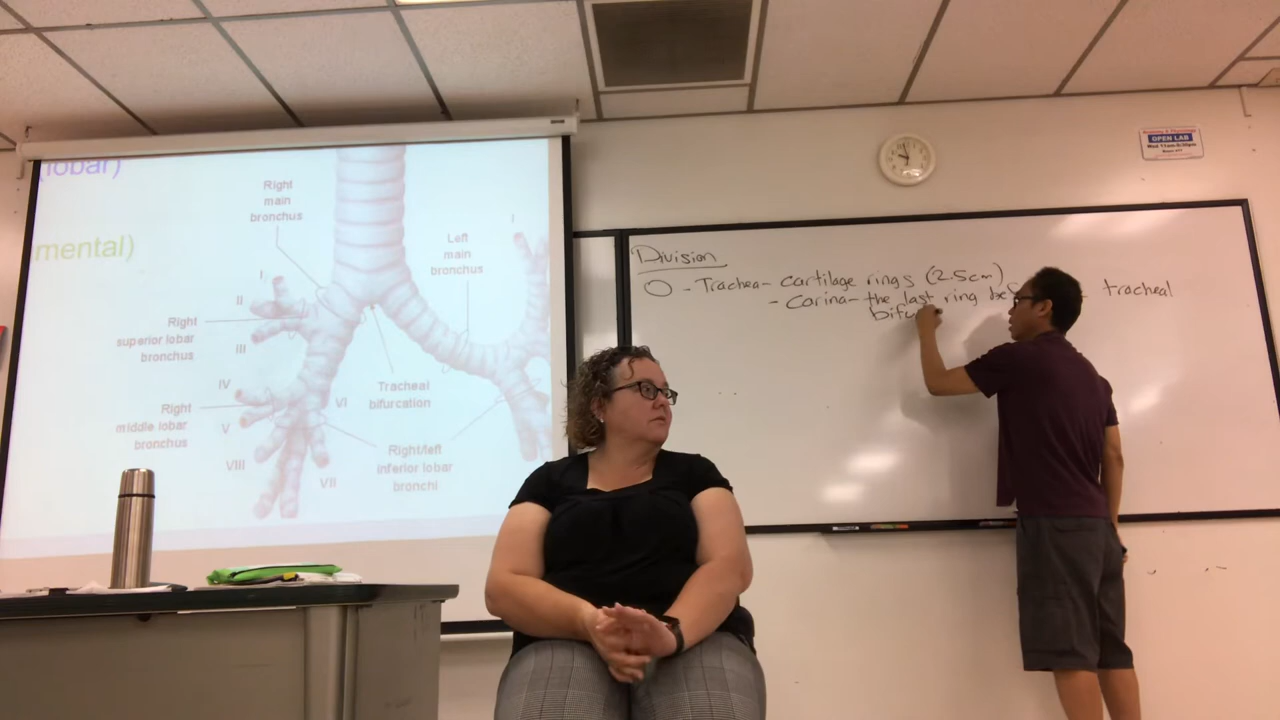 lobar)
mental)
Right
main
bronchus
Left
main
bronchus
I
I
II
Right
superior lobar
bronchus
III
IV
Tracheal
bifurcation
VI
Right
middle lobar
bronchus
V
Right/left
inferior lobar
bronchi
VIII
VII
OPEN LAB
Division
O - Trachea- cartilage rings (2.5cm)
- Carina- the last ring tracheal